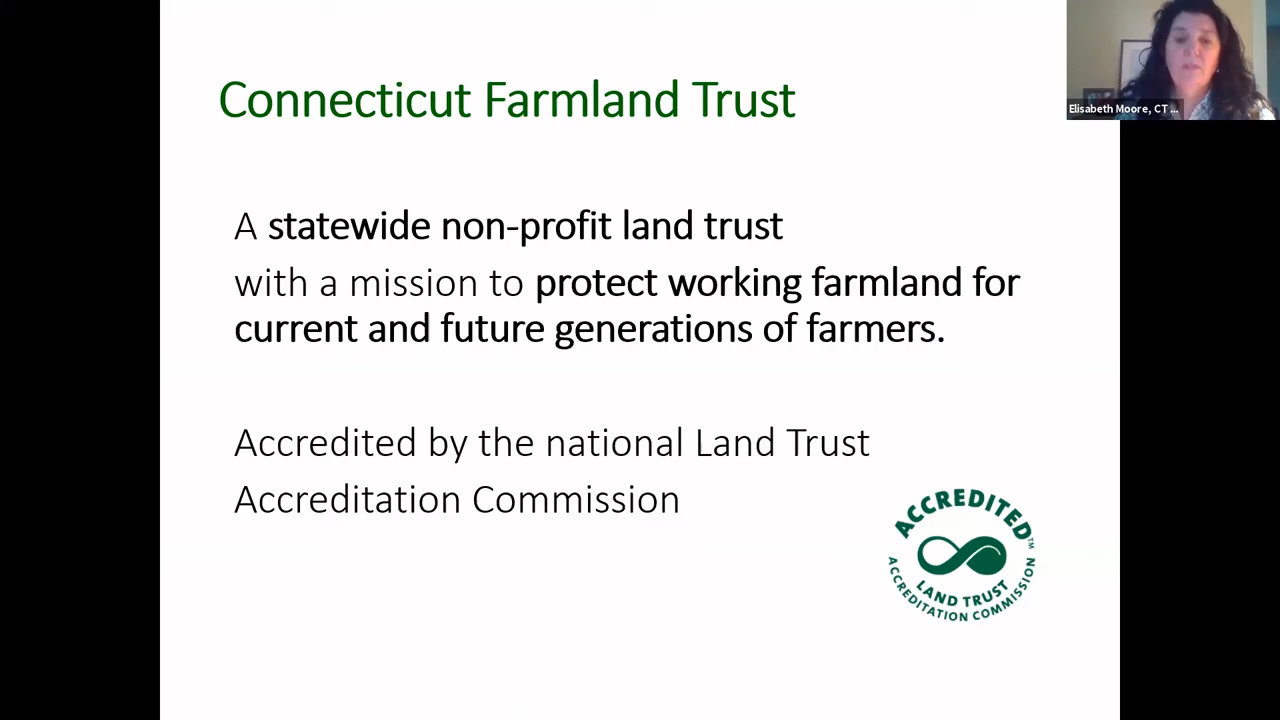 Connecticut Farmland Trust
Elisabeth Moore, CT ...
A statewide non-profit land trust
with a mission to protect working farmland for
current and future generations of farmers.
Accredited by the national Land Trust
Accreditation Commission
ACCREDITED™
LAND TRUST
ACCREDITATION COMMISSION